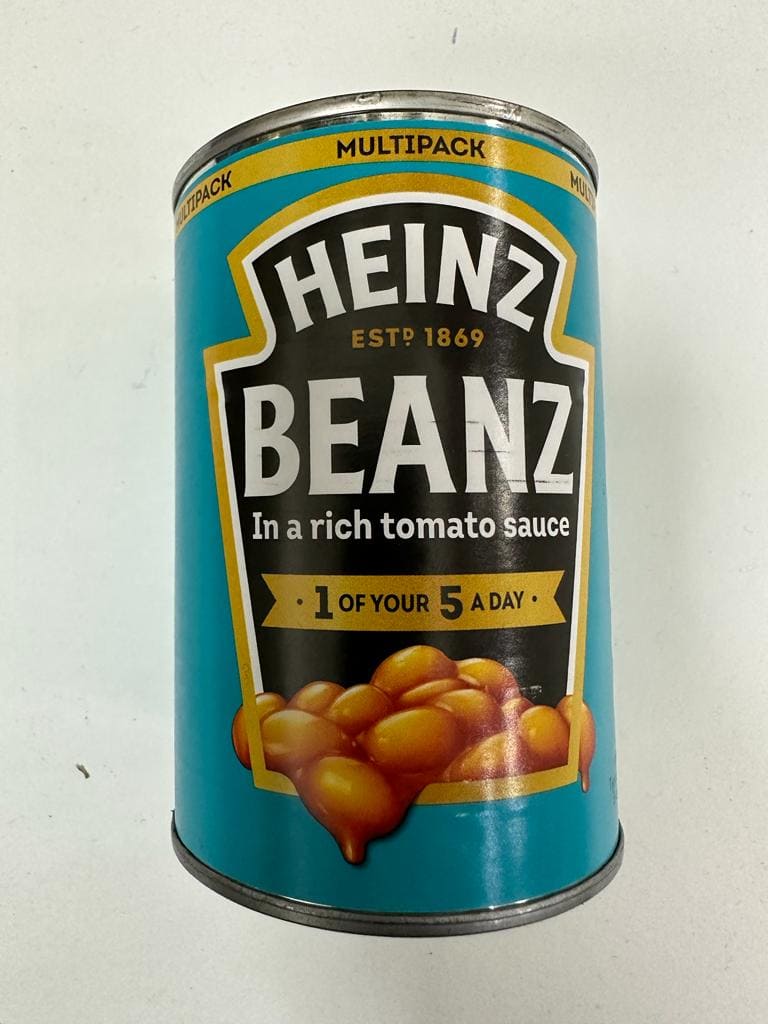 MULTIPACK
MULTIPACK
HEINZ
ESTD 1869
BEANZ
In a rich tomato sauce
· 1 OF YOUR 5 A DAY ·